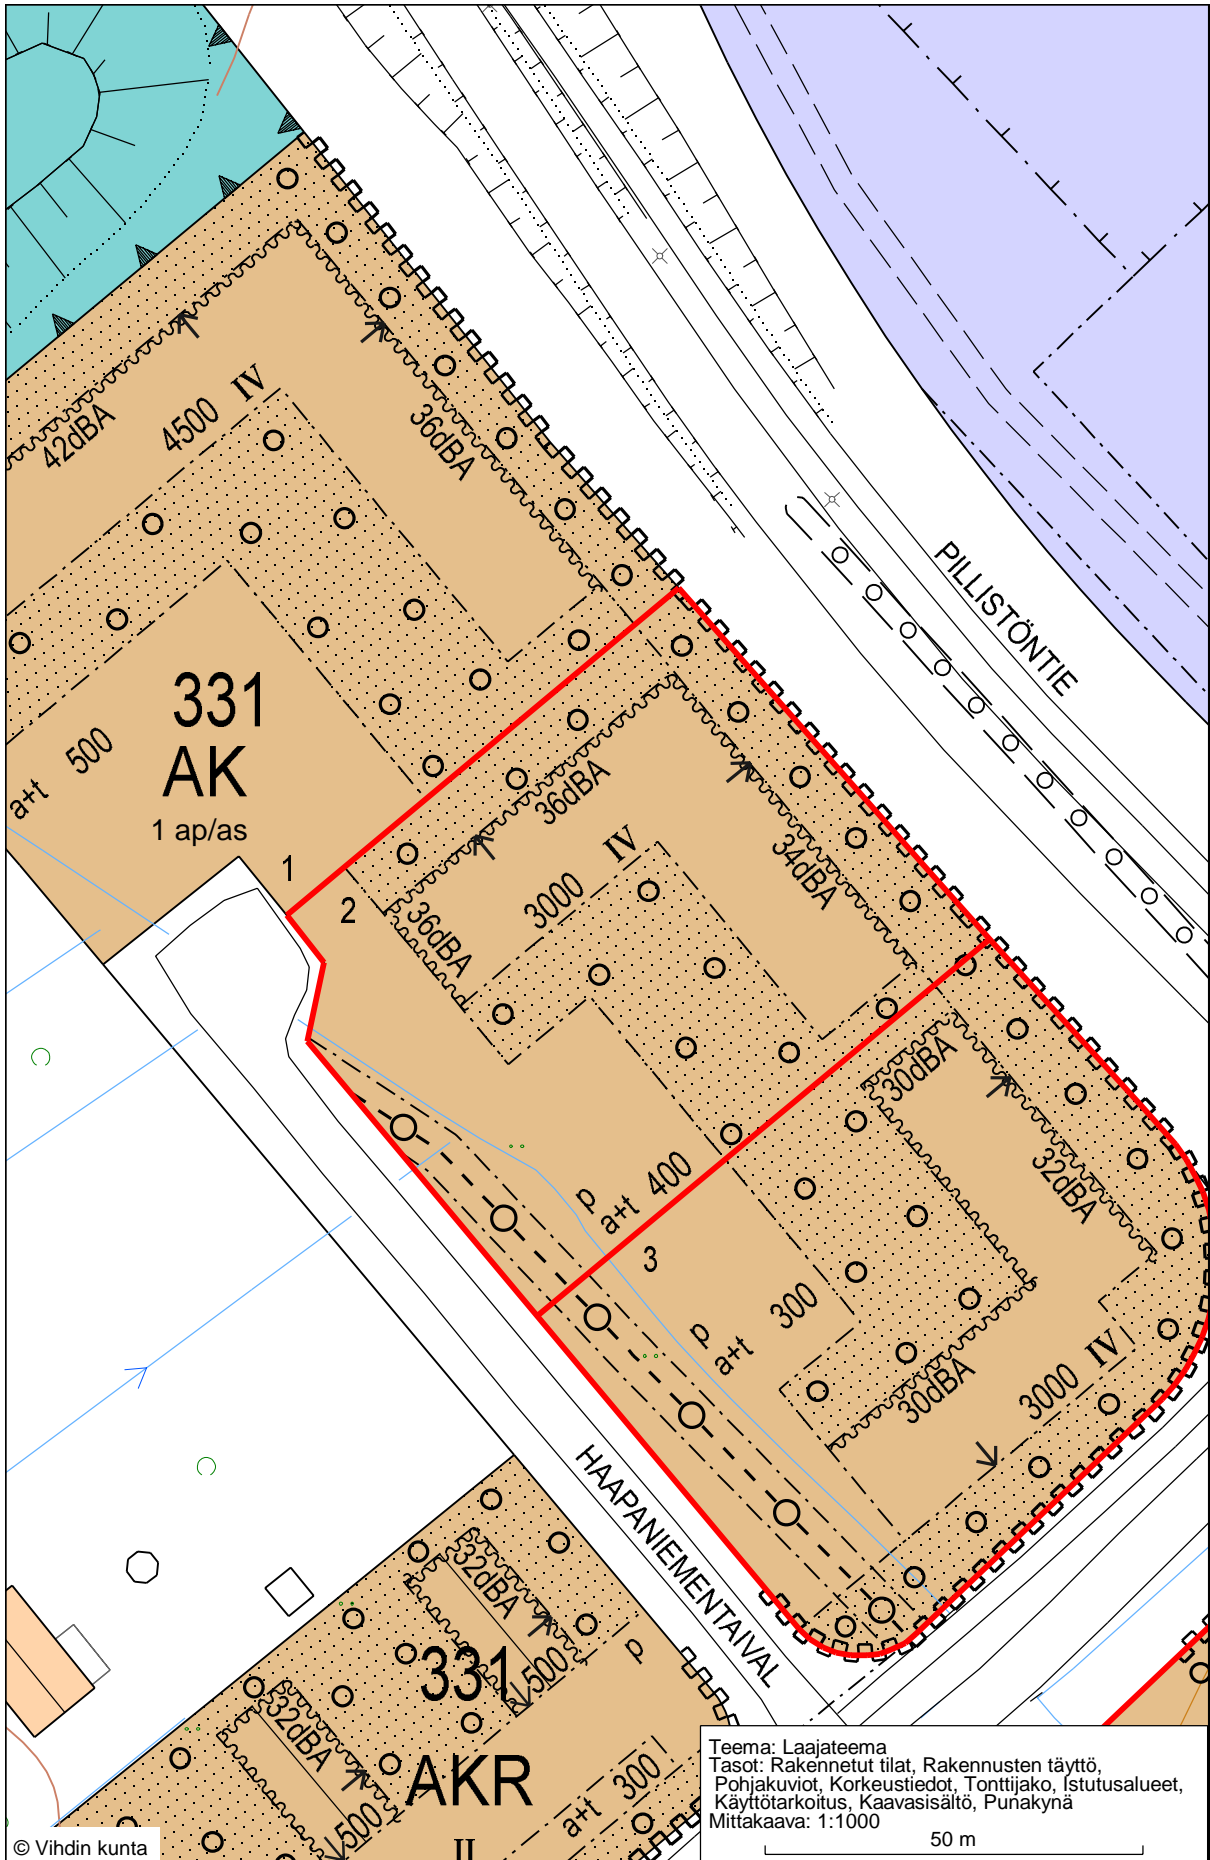 IV
4500
42dBA
36dBA
PILLISTÖNTIE
331
AK
1 ap/as
500
a+t
1
2
36dBA
34dBA
IV
3000
36dBA
30dBA
32dBA
400
p
a+t
3
300
p
a+t
30dBA
3000
IV
HAAPANIEMENTAIVAL
32dBA
500
p
331
32dBA
AKR
300
a+t
500
II
Teema: Laajateema
Tasot: Rakennetut tilat, Rakennusten täyttö,
Pohjakuviot, Korkeustiedot, Tonttijako, Istutusalueet,
Käyttötarkoitus, Kaavasisältö, Punakynä
Mittakaava: 1:1000
50 m
© Vihdin kunta